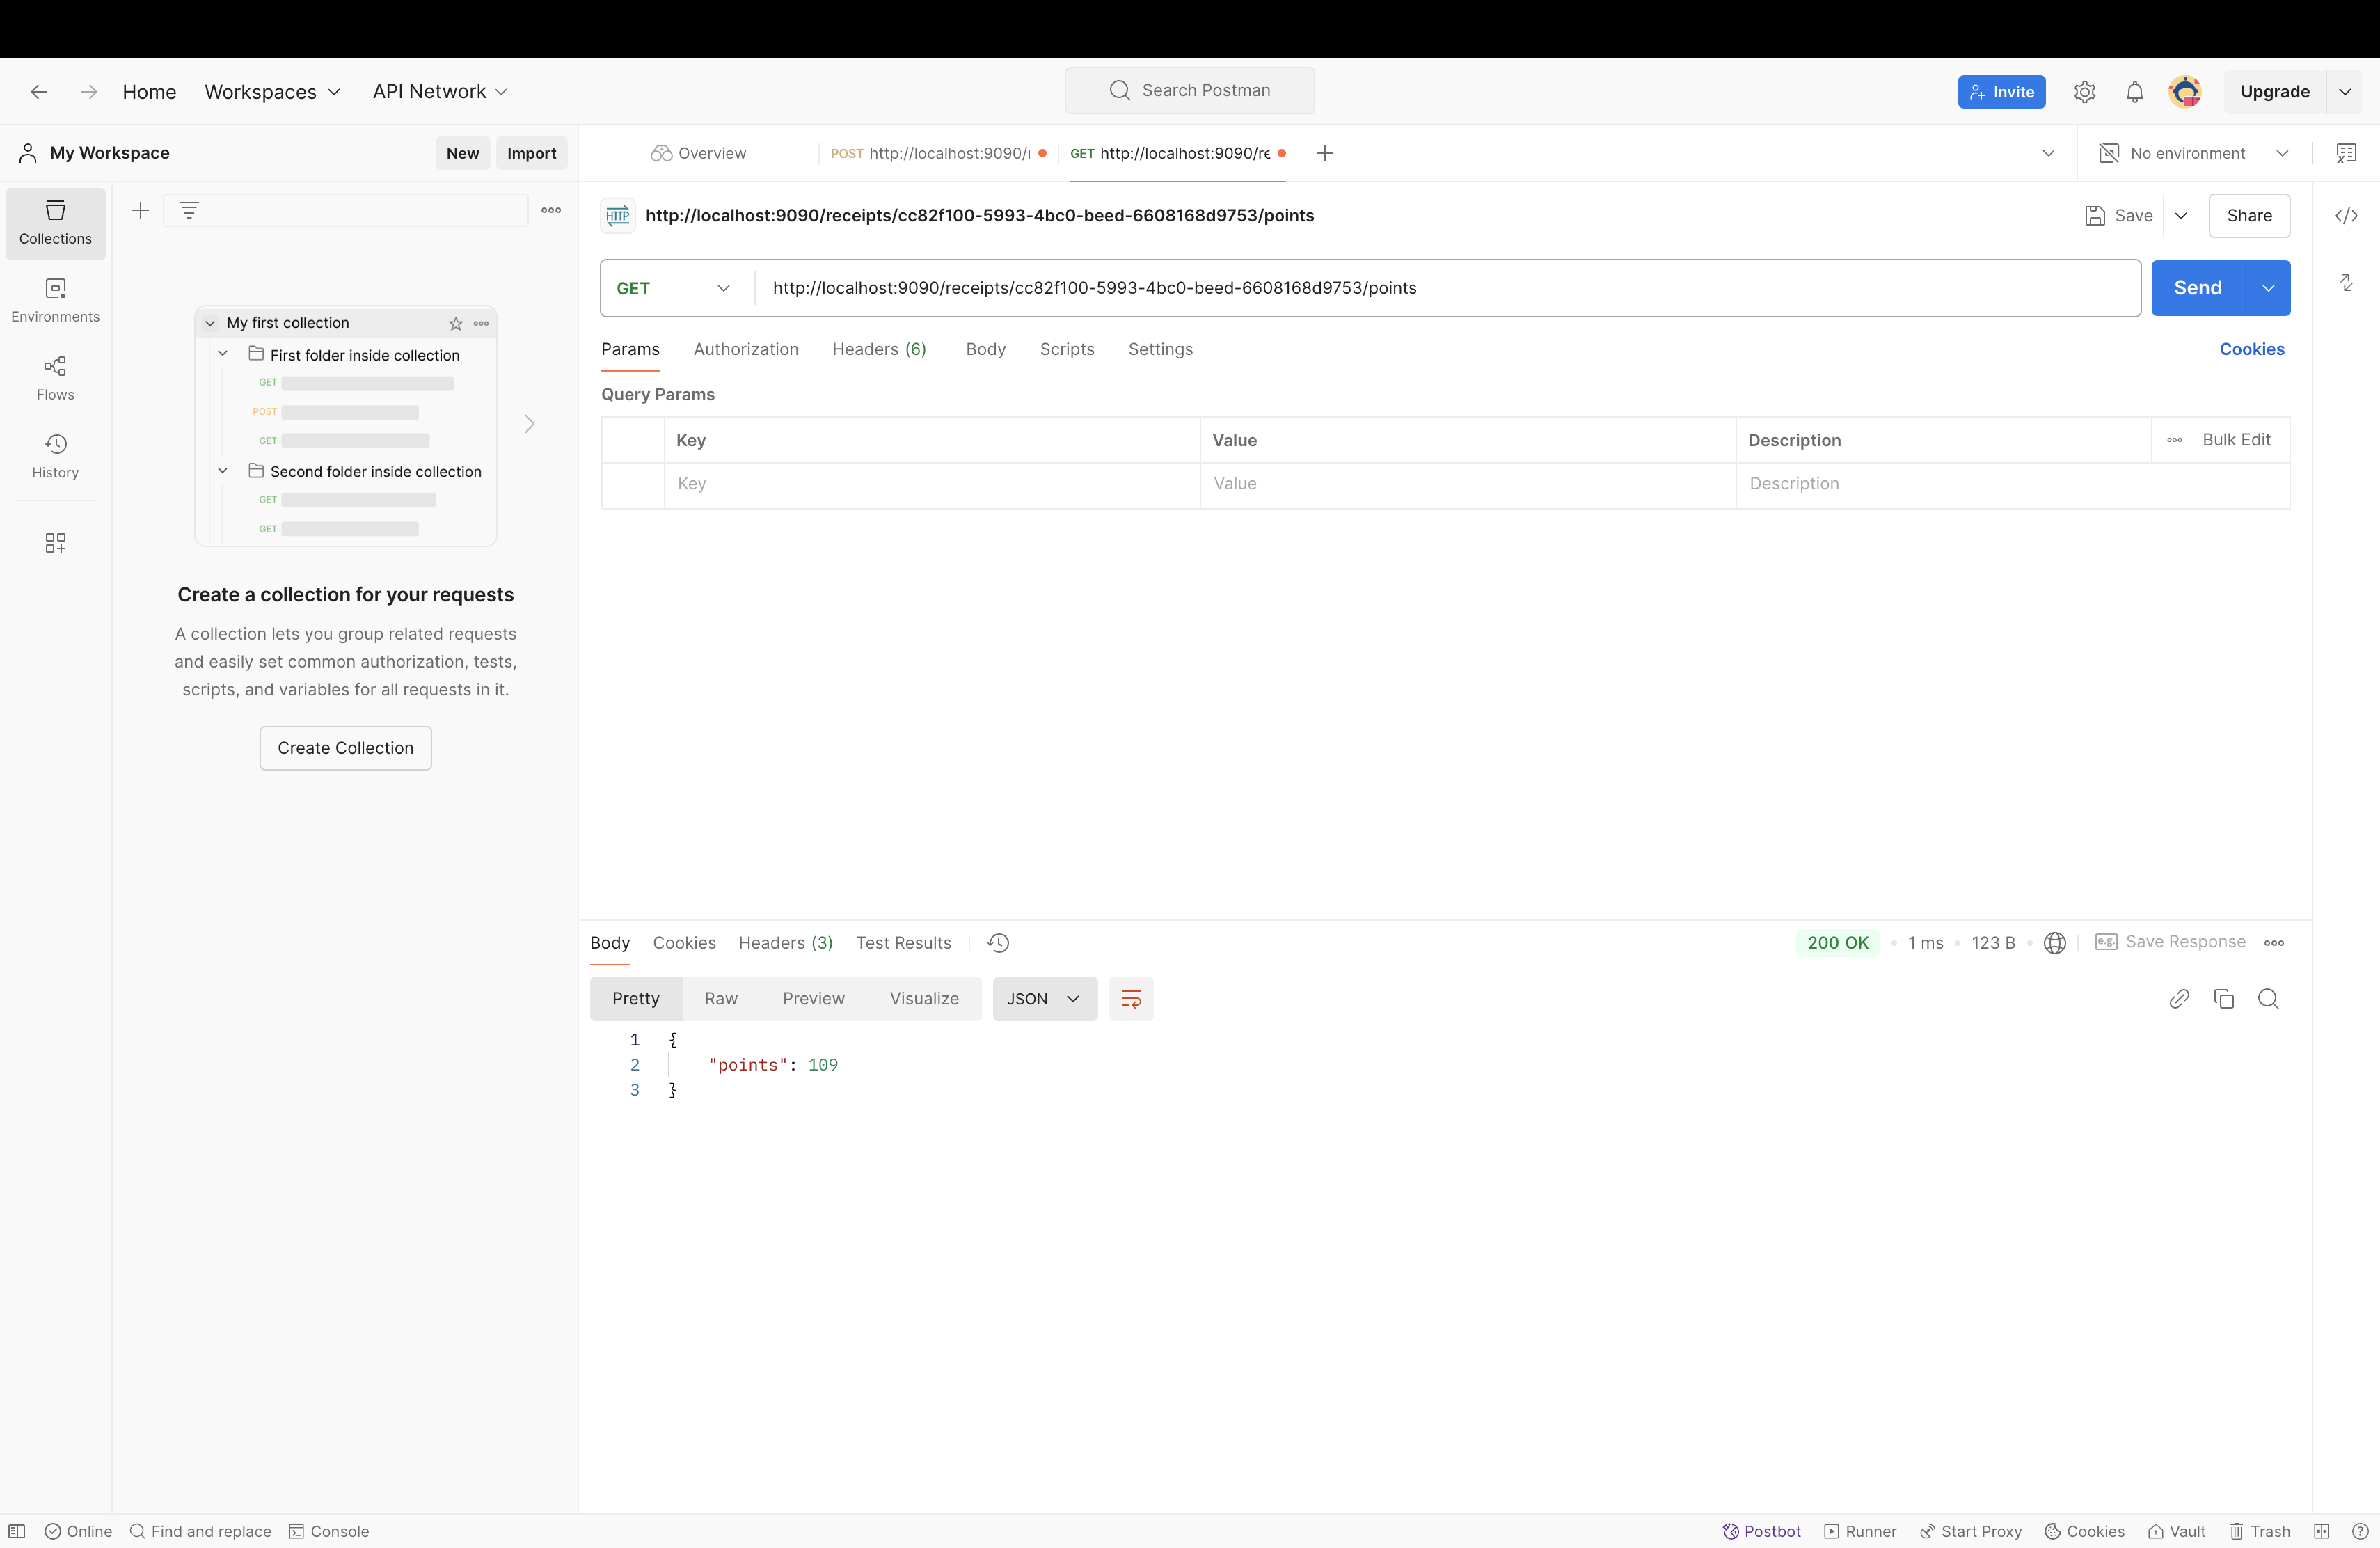 Home Workspaces API Network
Search Postman
Invite
Upgrade
My Workspace
New Import
Overview
POST http://localhost:9090/
GET http://localhost:9090/re
No environment
Collections
Environments
Flows
History
My first collection
First folder inside collection
GET
POST
GET
Second folder inside collection
GET
GET
Create a collection for your requests
A collection lets you group related requests
and easily set common authorization, tests,
scripts, and variables for all requests in it.
Create Collection
HTTP http://localhost:9090/receipts/cc82f100-5993-4bc0-beed-6608168d9753/points
Save Share
GET http://localhost:9090/receipts/cc82f100-5993-4bc0-beed-6608168d9753/points
Send
Params Authorization Headers (6) Body Scripts Settings Cookies
Query Params
Key Value Description Bulk Edit
Key Value Description
Body Cookies Headers (3) Test Results
200 OK 1 ms 123 B e.g. Save Response
Pretty Raw Preview Visualize JSON
1 {
2 "points": 109
3 }
Online Find and replace Console
Postbot Runner Start Proxy Cookies Vault Trash